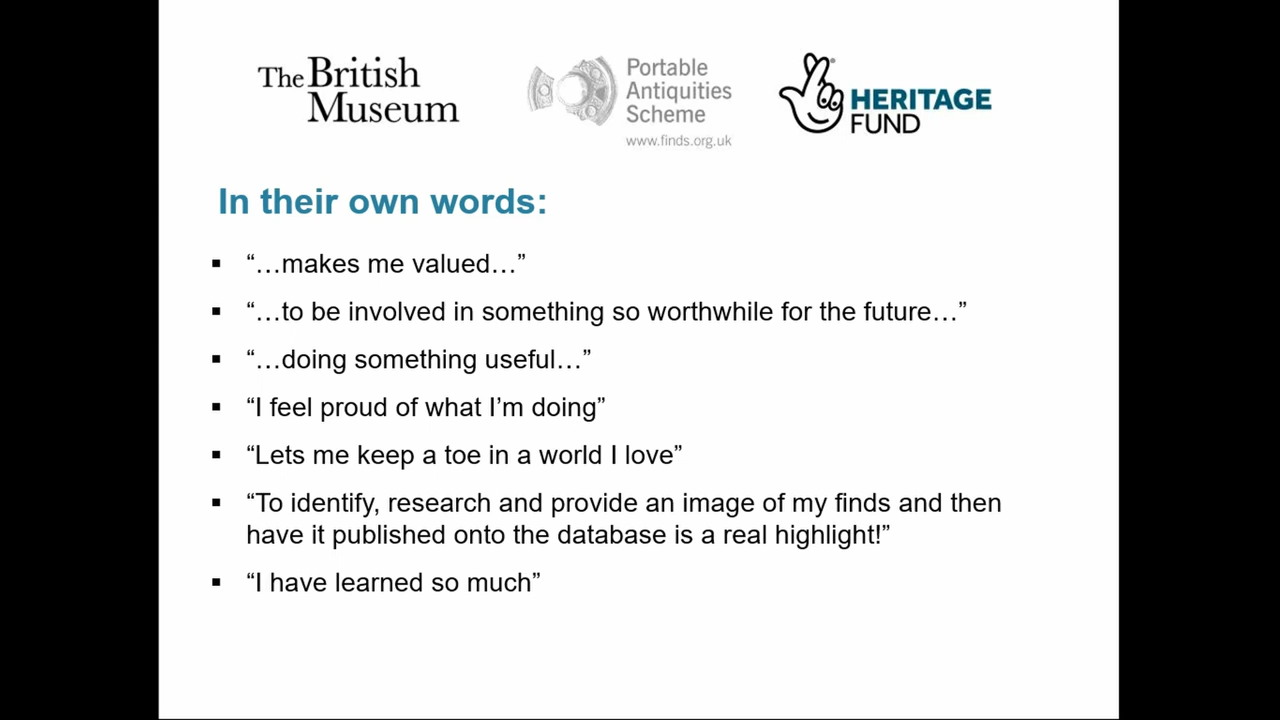 The British Museum
Portable Antiquities Scheme
www.finds.org.uk
HERITAGE FUND
In their own words:
▪ “…makes me valued…”
▪ “…to be involved in something so worthwhile for the future…”
▪ “…doing something useful…”
▪ “I feel proud of what I’m doing”
▪ “Lets me keep a toe in a world I love”
▪ “To identify, research and provide an image of my finds and then
have it published onto the database is a real highlight!”
▪ “I have learned so much”